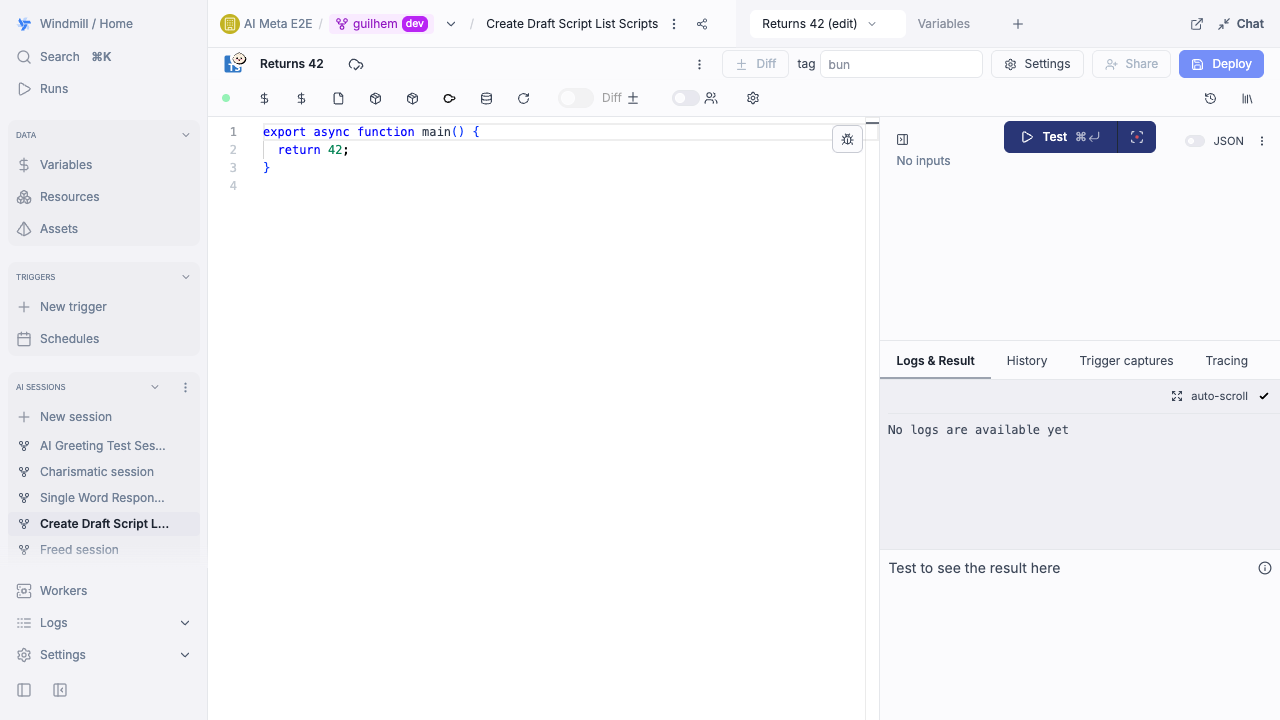 Windmill / Home
Search ⌘K
Runs
DATA
Variables
Resources
Assets
TRIGGERS
New trigger
Schedules
AI SESSIONS
New session
AI Greeting Test Ses...
Charismatic session
Single Word Respon...
Create Draft Script L...
Freed session
Workers
Logs
Settings
AI Meta E2E / guilhem dev / Create Draft Script List Scripts
Returns 42 (edit) Variables Chat
TS Returns 42 Diff tag bun Settings Share Deploy
$ $ Diff
1 export async function main() {
2 return 42;
3 }
4
Test ⌘ JSON
No inputs
Logs & Result History Trigger captures Tracing
auto-scroll
No logs are available yet
Test to see the result here